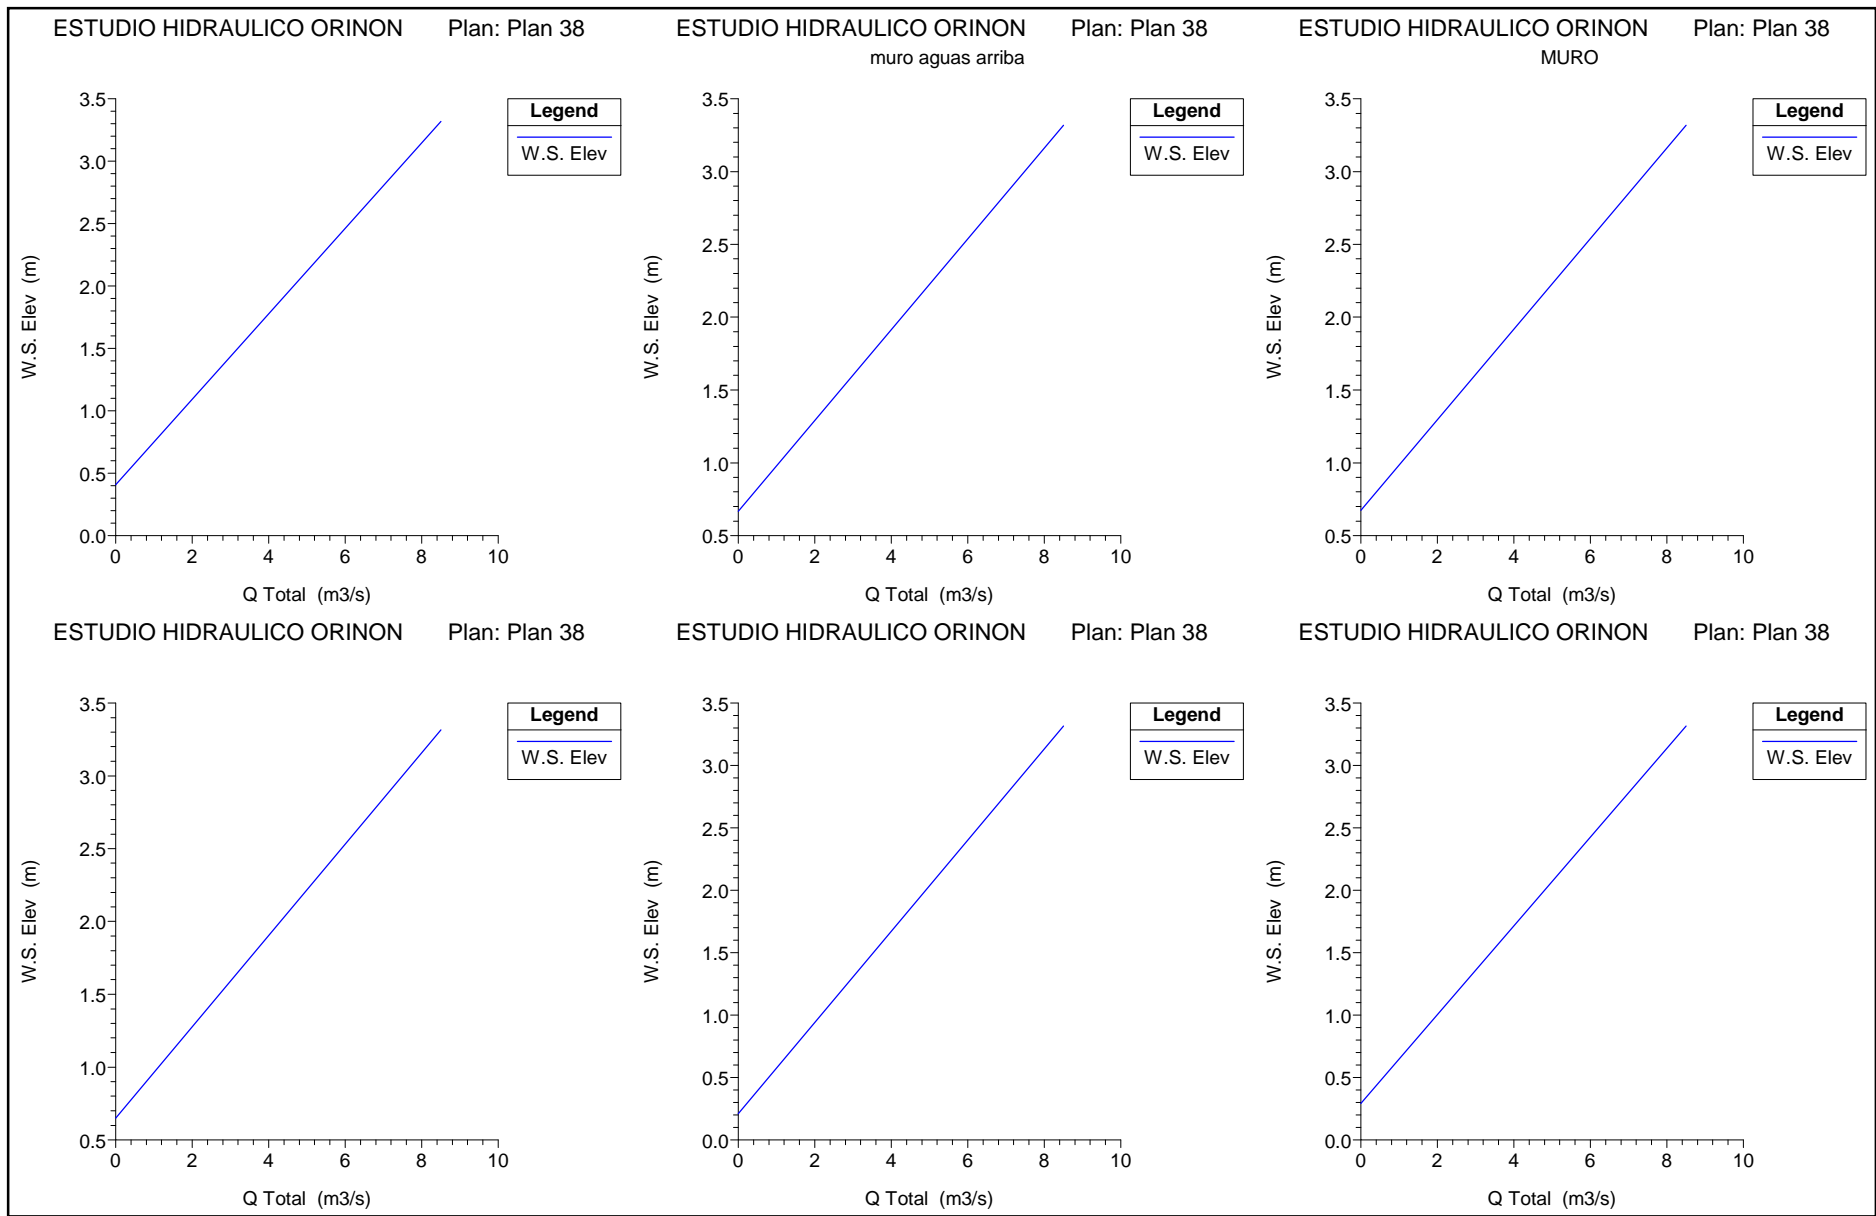 ESTUDIO HIDRAULICO ORINON Plan: Plan 38
3.5
3.0
2.5
2.0
1.5
1.0
0.5
0.0
W.S. Elev (m)
0 2 4 6 8 10
Q Total (m3/s)
Legend
W.S. Elev
ESTUDIO HIDRAULICO ORINON Plan: Plan 38
muro aguas arriba
3.5
3.0
2.5
2.0
1.5
1.0
0.5
W.S. Elev (m)
0 2 4 6 8 10
Q Total (m3/s)
Legend
W.S. Elev
ESTUDIO HIDRAULICO ORINON Plan: Plan 38
MURO
3.5
3.0
2.5
2.0
1.5
1.0
0.5
W.S. Elev (m)
0 2 4 6 8 10
Q Total (m3/s)
Legend
W.S. Elev
ESTUDIO HIDRAULICO ORINON Plan: Plan 38
3.5
3.0
2.5
2.0
1.5
1.0
0.5
W.S. Elev (m)
0 2 4 6 8 10
Q Total (m3/s)
Legend
W.S. Elev
ESTUDIO HIDRAULICO ORINON Plan: Plan 38
3.5
3.0
2.5
2.0
1.5
1.0
0.5
0.0
W.S. Elev (m)
0 2 4 6 8 10
Q Total (m3/s)
Legend
W.S. Elev
ESTUDIO HIDRAULICO ORINON Plan: Plan 38
3.5
3.0
2.5
2.0
1.5
1.0
0.5
0.0
W.S. Elev (m)
0 2 4 6 8 10
Q Total (m3/s)
Legend
W.S. Elev